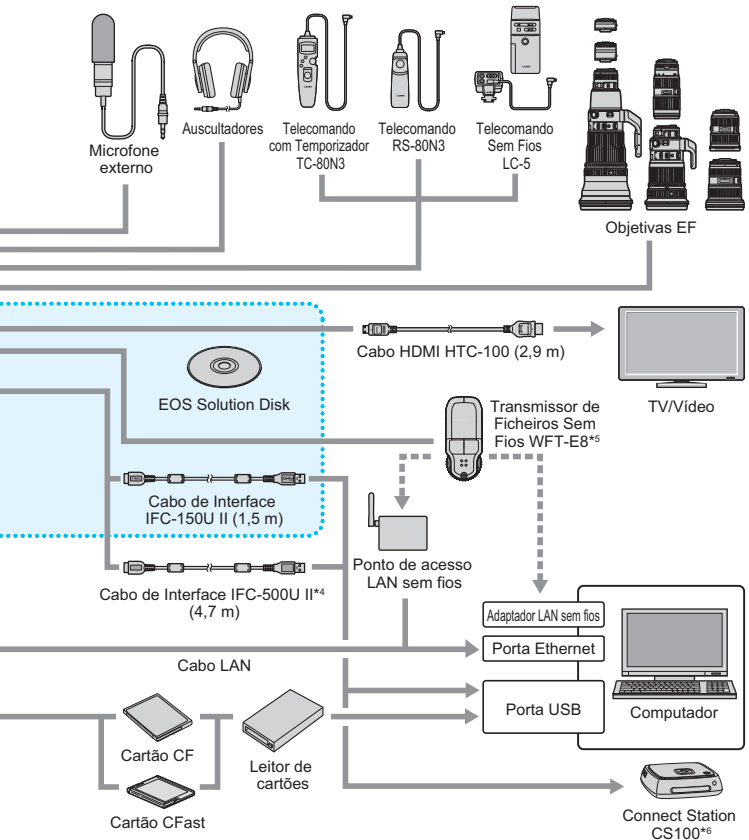 Microfone
externo
Auscultadores
Telecomando
com Temporizador
TC-80N3
Telecomando
RS-80N3
Telecomando
Sem Fios
LC-5
Objetivas EF
Cabo HDMI HTC-100 (2,9 m)
TV/Vídeo
EOS Solution Disk
Transmissor de
Ficheiros Sem
Fios WFT-E8*5
Cabo de Interface
IFC-150U II (1,5 m)
Ponto de acesso
LAN sem fios
Cabo de Interface IFC-500U II*4
(4,7 m)
Adaptador LAN sem fios
Porta Ethernet
Cabo LAN
Porta USB
Computador
Cartão CF
Leitor de
cartões
Cartão CFast
Connect Station
CS100*6